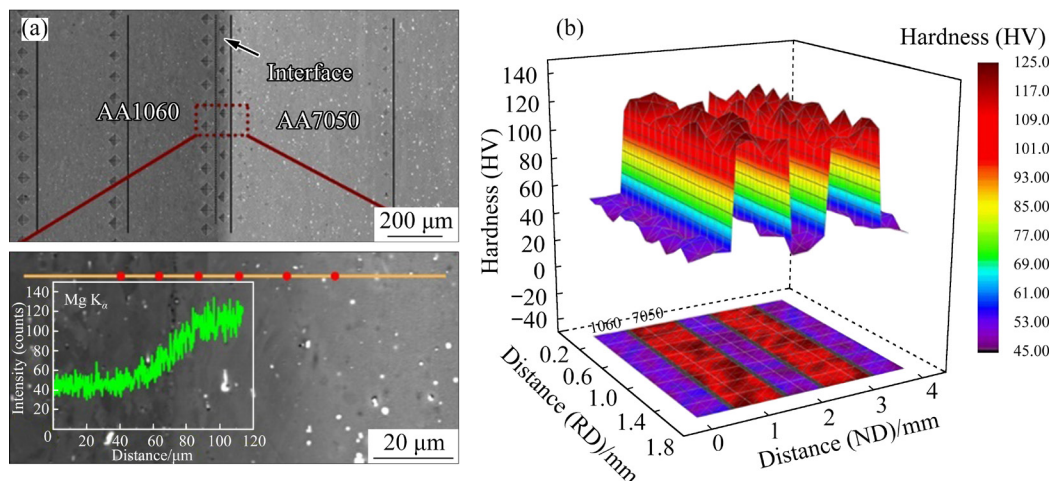 (a)
Interface
AA1060
AA7050
200 μm
Mg Kα
Intensity (counts)
140
120
100
80
60
40
20
0 20 40 60 80 100 120
Distance/μm
20 μm
(b)
Hardness (HV)
140
120
100
80
60
40
20
0
−20
−40
Hardness (HV)
125.0
109.0
101.0
93.00
85.00
77.00
69.00
61.00
53.00
45.00
1060 7050
0.2
0.6
1.0
1.4
1.8
Distance (RD)/mm
0 1 2 3 4
Distance (ND)/mm